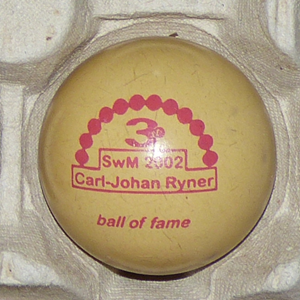 3
SwM 2002
Carl-Johan Ryner
ball of fame